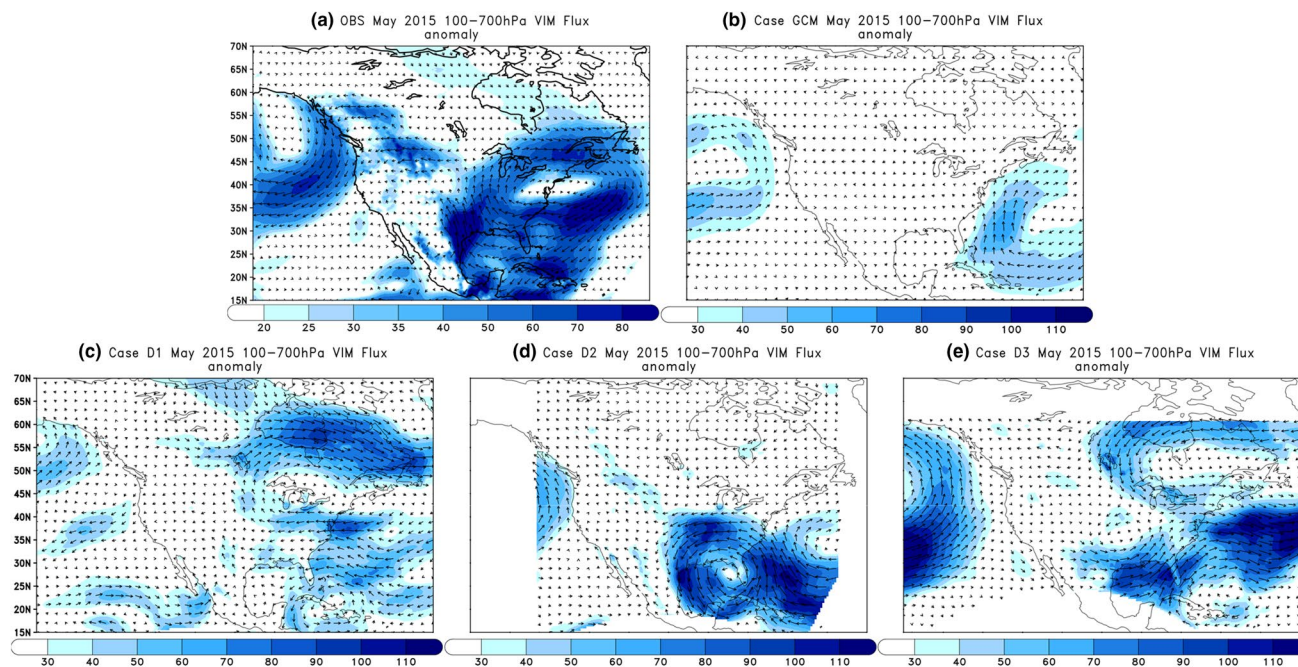 (a) OBS May 2015 100-700hPa VIM Flux
anomaly
70N
65N
60N
55N
50N
45N
40N
35N
30N
25N
20N
15N
20 25 30 35 40 50 60 70 80
(b) Case GCM May 2015 100-700hPa VIM Flux
anomaly
30 40 50 60 70 80 90 100 110
(c) Case D1 May 2015 100-700hPa VIM Flux
anomaly
70N
65N
60N
55N
50N
45N
40N
35N
30N
25N
20N
15N
30 40 50 60 70 80 90 100 110
(d) Case D2 May 2015 100-700hPa VIM Flux
anomaly
30 40 50 60 70 80 90 100 110
(e) Case D3 May 2015 100-700hPa VIM Flux
anomaly
30 40 50 60 70 80 90 100 110